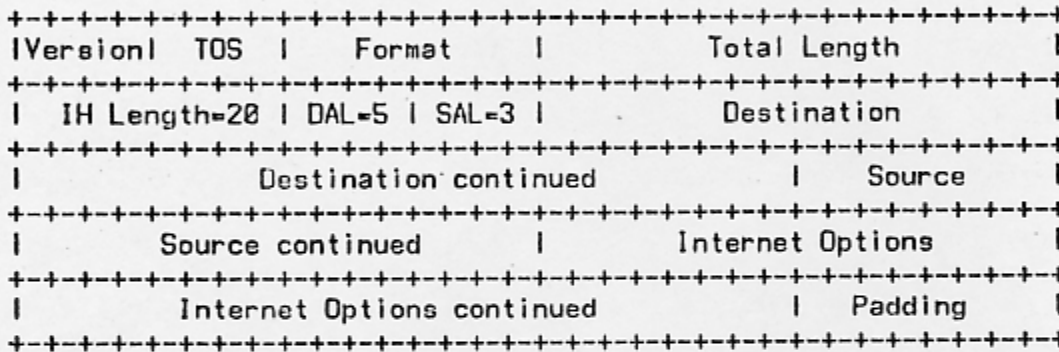 +-+-+-+-+-+-+-+-+-+-+-+-+-+-+-+-+-+-+-+-+-+-+-+-+-+-+-+-+-+-+-+-+
|Version|  TOS  |    Format     |         Total Length          |
+-+-+-+-+-+-+-+-+-+-+-+-+-+-+-+-+-+-+-+-+-+-+-+-+-+-+-+-+-+-+-+-+
|  IH Length=20 | DAL=5 | SAL=3 |          Destination          |
+-+-+-+-+-+-+-+-+-+-+-+-+-+-+-+-+-+-+-+-+-+-+-+-+-+-+-+-+-+-+-+-+
|             Destination continued             |    Source     |
+-+-+-+-+-+-+-+-+-+-+-+-+-+-+-+-+-+-+-+-+-+-+-+-+-+-+-+-+-+-+-+-+
|       Source continued        |       Internet Options        |
+-+-+-+-+-+-+-+-+-+-+-+-+-+-+-+-+-+-+-+-+-+-+-+-+-+-+-+-+-+-+-+-+
|         Internet Options continued            |   Padding     |
+-+-+-+-+-+-+-+-+-+-+-+-+-+-+-+-+-+-+-+-+-+-+-+-+-+-+-+-+-+-+-+-+